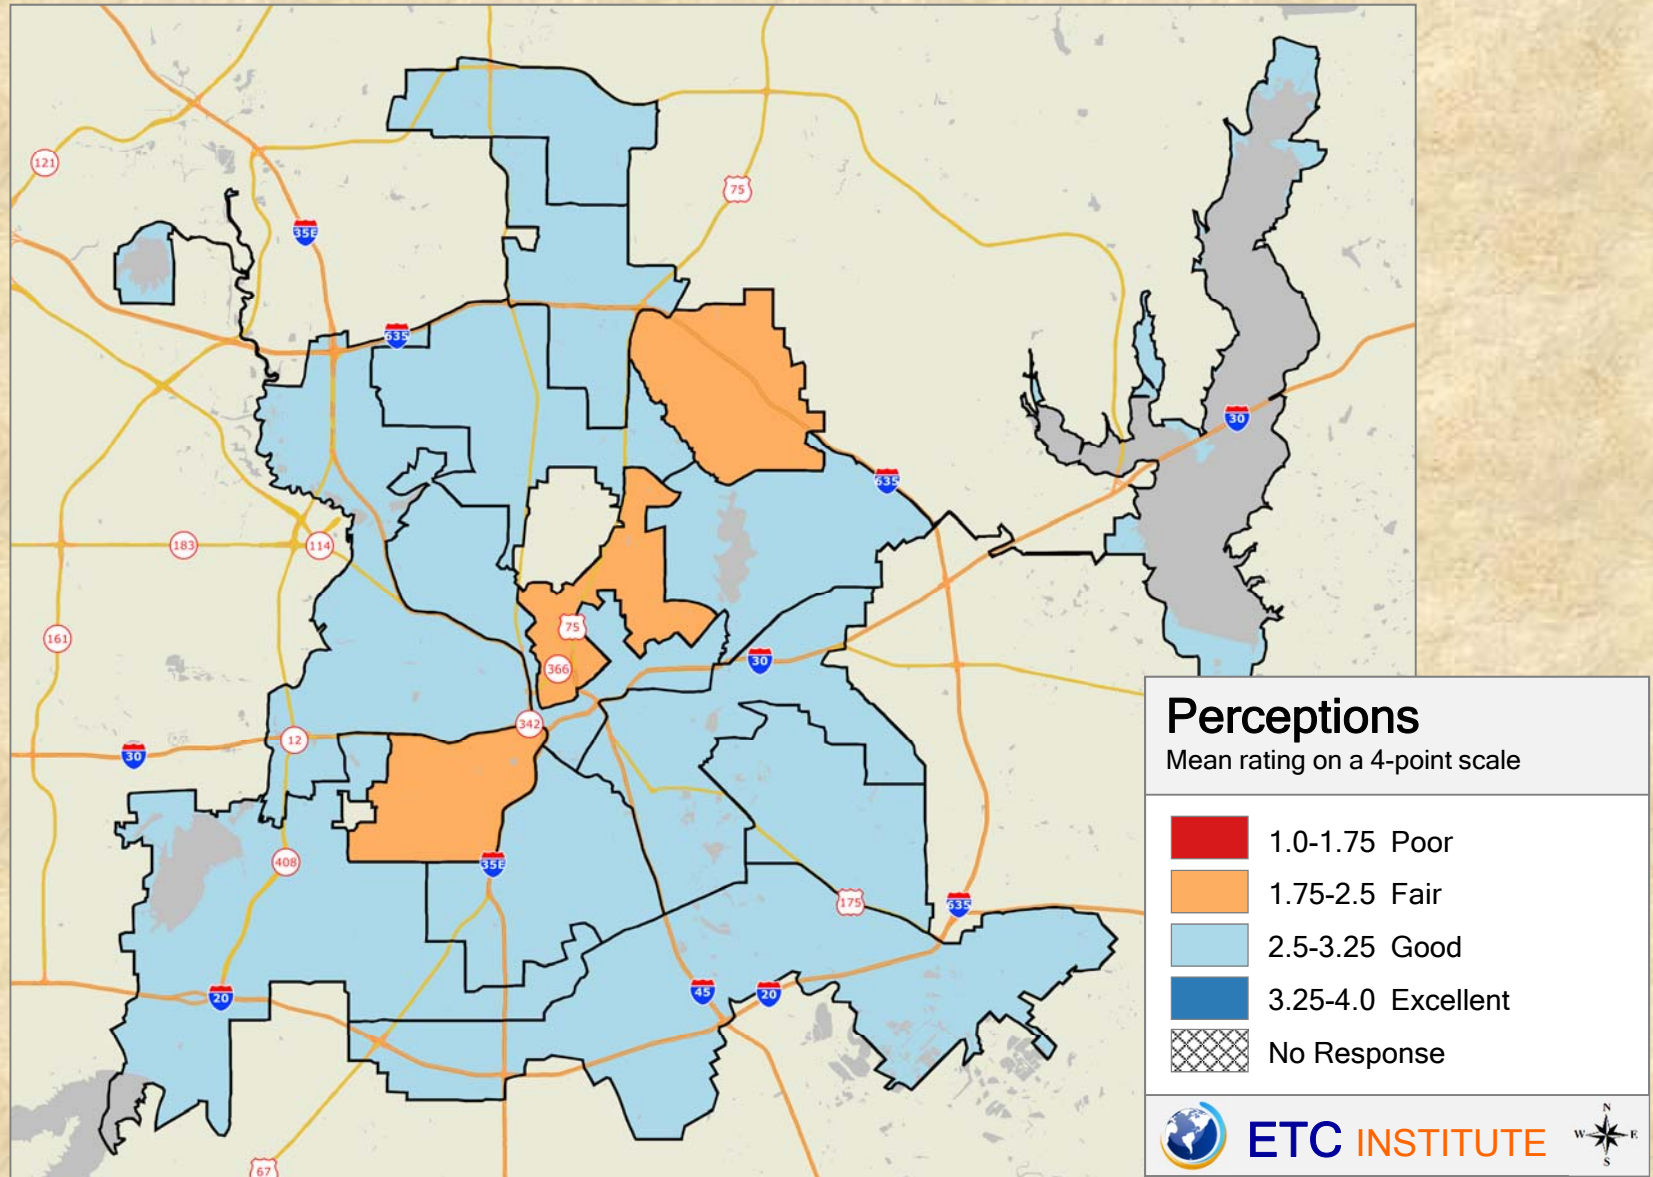 121
75
35E
635
30
635
183
114
161
75
366
30
342
12
30
408
35E
175
635
20
45
20
67
Perceptions
Mean rating on a 4-point scale
1.0-1.75 Poor
1.75-2.5 Fair
2.5-3.25 Good
3.25-4.0 Excellent
No Response
ETC INSTITUTE
N
W E
S